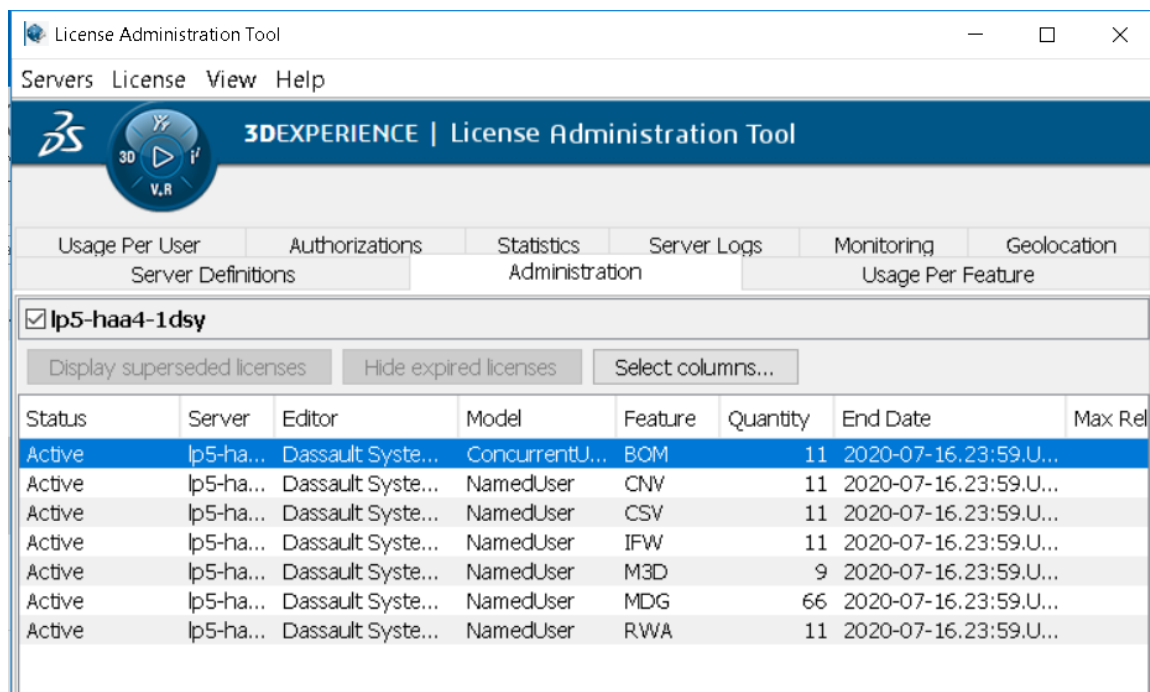 License Administration Tool
Servers License View Help
3DS 3DEXPERIENCE | License Administration Tool
3D i²
V.R
Usage Per User Authorizations Statistics Server Logs Monitoring Geolocation
Server Definitions Administration Usage Per Feature
lp5-haa4-1dsy
Display superseded licenses Hide expired licenses Select columns...
Status Server Editor Model Feature Quantity End Date Max Rel
Active lp5-ha... Dassault Syste... ConcurrentU... BOM 11 2020-07-16.23:59.U...
Active lp5-ha... Dassault Syste... NamedUser CNV 11 2020-07-16.23:59.U...
Active lp5-ha... Dassault Syste... NamedUser CSV 11 2020-07-16.23:59.U...
Active lp5-ha... Dassault Syste... NamedUser IFW 11 2020-07-16.23:59.U...
Active lp5-ha... Dassault Syste... NamedUser M3D 9 2020-07-16.23:59.U...
Active lp5-ha... Dassault Syste... NamedUser MDG 66 2020-07-16.23:59.U...
Active lp5-ha... Dassault Syste... NamedUser RWA 11 2020-07-16.23:59.U...